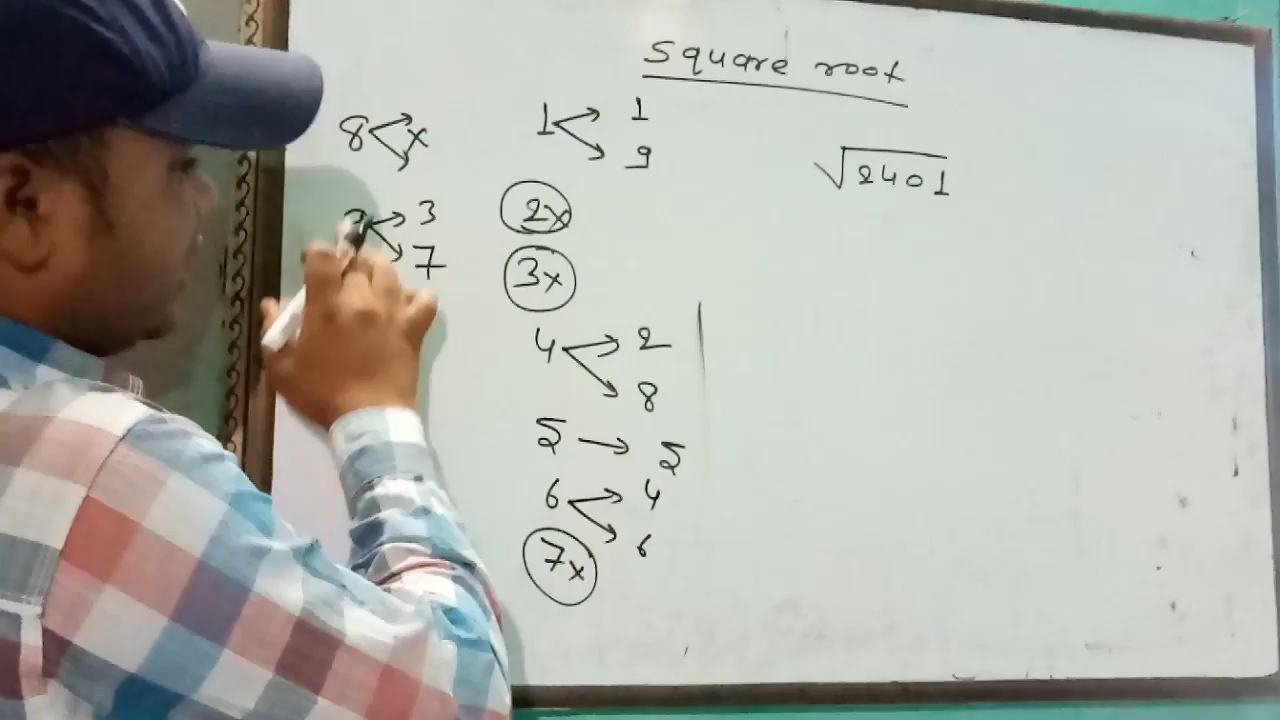 Square root
8 x
3
7
1 1
9
2x
3x
4 2
8
5 → 5
6 4
6
7x
√2401